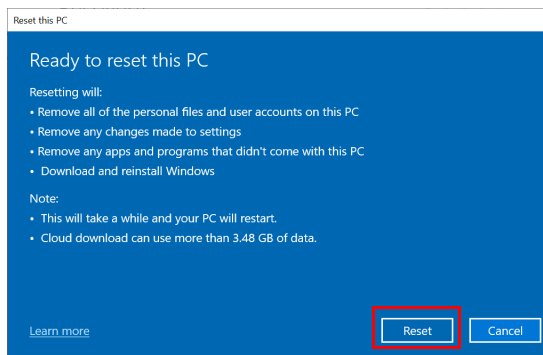 Reset this PC
Ready to reset this PC
Resetting will:
• Remove all of the personal files and user accounts on this PC
• Remove any changes made to settings
• Remove any apps and programs that didn't come with this PC
• Download and reinstall Windows
Note:
• This will take a while and your PC will restart.
• Cloud download can use more than 3.48 GB of data.
Learn more
Reset
Cancel